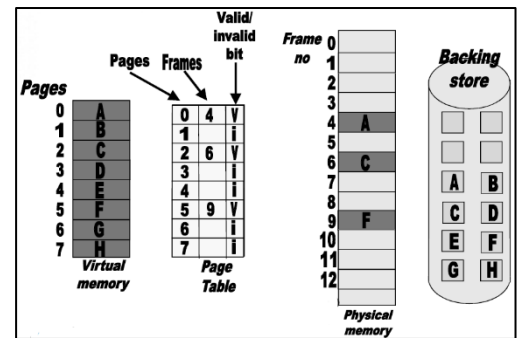 Valid/
invalid
bit
Pages Frames
Pages
0 A
1 B
2 C
3 D
4 E
5 F
6 G
7 H
Virtual
memory
0 4 V
1 i
2 6 V
3 i
4 i
5 9 V
6 i
7 i
Page
Table
Frame
no
0
1
2
3
4 A
5
6 C
7
8
9 F
10
11
12
Physical
memory
Backing
store
A B
C D
E F
G H